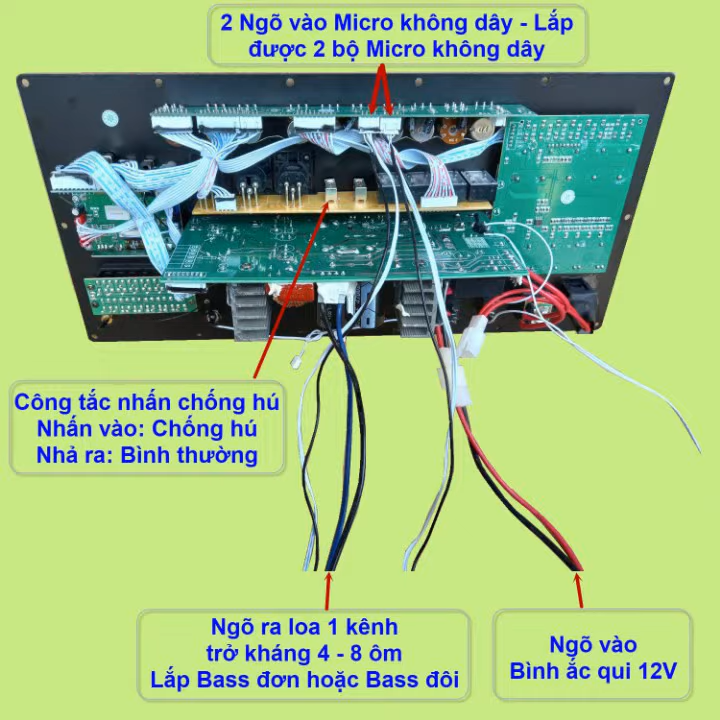 2 Ngõ vào Micro không dây - Lắp
được 2 bộ Micro không dây
Công tắc nhấn chống hú
Nhấn vào: Chống hú
Nhả ra: Bình thường
Ngõ ra loa 1 kênh
trở kháng 4 - 8 ôm
Lắp Bass đơn hoặc Bass đôi
Ngõ vào
Bình ắc qui 12V